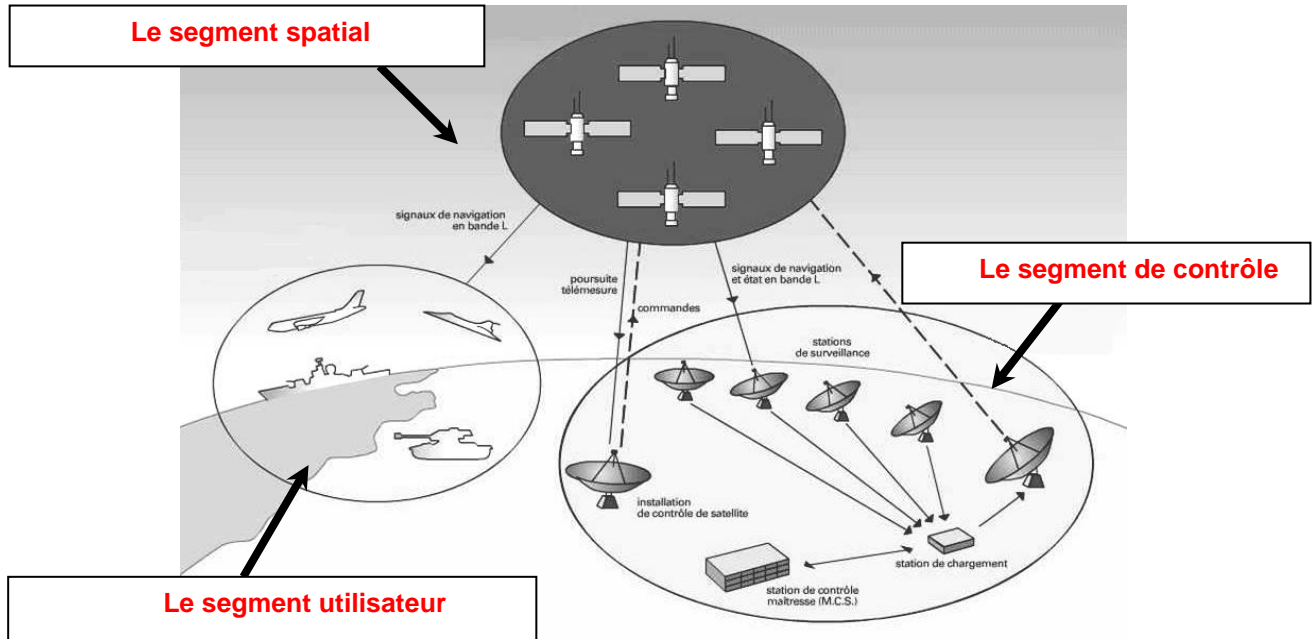 Le segment spatial
signaux de navigation
en bande L
poursuite
télémesure
commandes
signaux de navigation
et état en bande L
Le segment de contrôle
stations
de surveillance
installation
de contrôle de satellite
station de chargement
station de contrôle
maîtresse (M.C.S.)
Le segment utilisateur